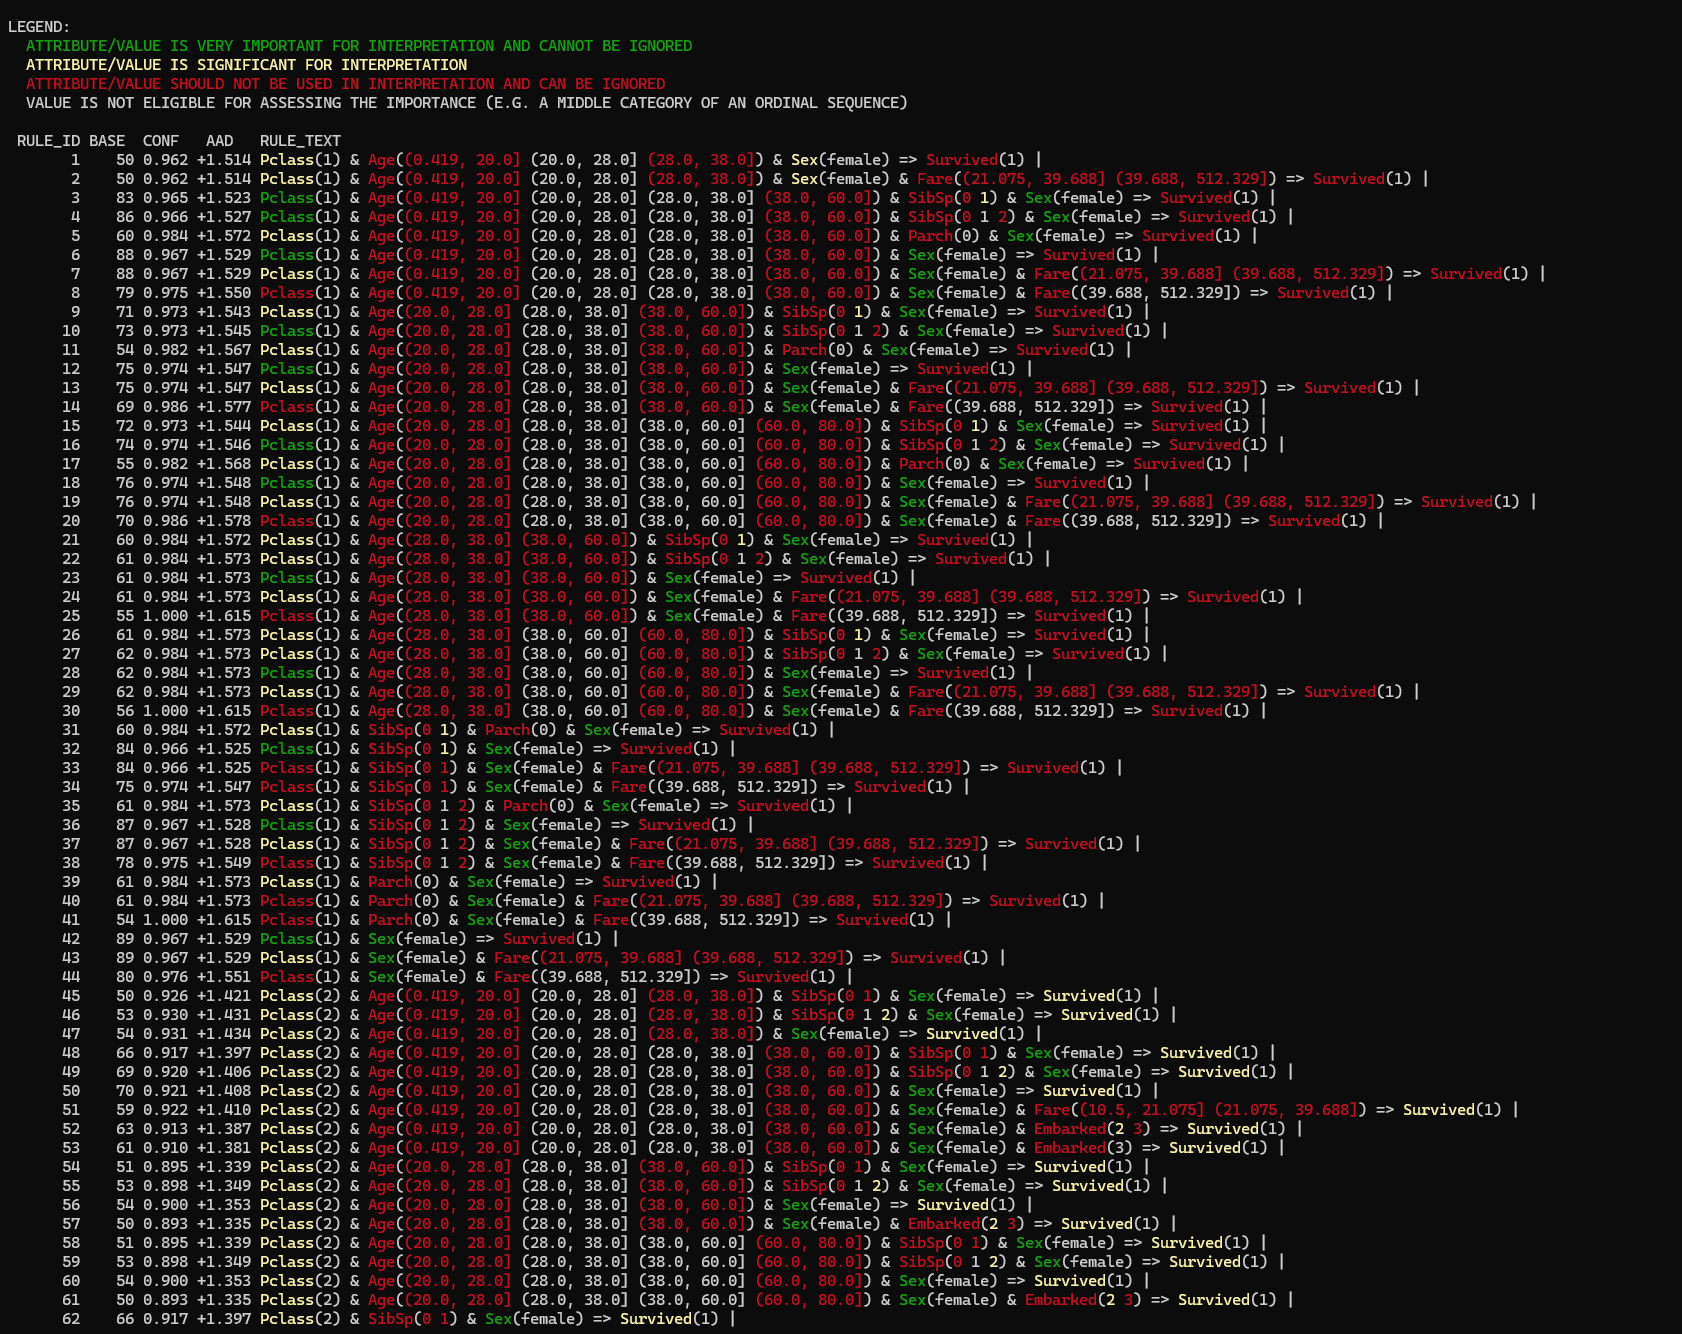 LEGEND:
ATTRIBUTE/VALUE IS VERY IMPORTANT FOR INTERPRETATION AND CANNOT BE IGNORED
ATTRIBUTE/VALUE IS SIGNIFICANT FOR INTERPRETATION
ATTRIBUTE/VALUE SHOULD NOT BE USED IN INTERPRETATION AND CAN BE IGNORED
VALUE IS NOT ELIGIBLE FOR ASSESSING THE IMPORTANCE (E.G. A MIDDLE CATEGORY OF AN ORDINAL SEQUENCE)
RULE_ID BASE CONF AAD RULE_TEXT
1 50 0.962 +1.514 Pclass(1) & Age((0.419, 20.0] (20.0, 28.0] (28.0, 38.0]) & Sex(female) => Survived(1) |
2 50 0.962 +1.514 Pclass(1) & Age((0.419, 20.0] (20.0, 28.0] (28.0, 38.0]) & Sex(female) & Fare((21.075, 39.688] (39.688, 512.329]) => Survived(1) |
3 83 0.965 +1.523 Pclass(1) & Age((0.419, 20.0] (20.0, 28.0] (28.0, 38.0] (38.0, 60.0]) & SibSp(0 1) & Sex(female) => Survived(1) |
4 86 0.966 +1.527 Pclass(1) & Age((0.419, 20.0] (20.0, 28.0] (28.0, 38.0] (38.0, 60.0]) & SibSp(0 1 2) & Sex(female) => Survived(1) |
5 60 0.984 +1.572 Pclass(1) & Age((0.419, 20.0] (20.0, 28.0] (28.0, 38.0] (38.0, 60.0]) & Parch(0) & Sex(female) => Survived(1) |
6 88 0.967 +1.529 Pclass(1) & Age((0.419, 20.0] (20.0, 28.0] (28.0, 38.0] (38.0, 60.0]) & Sex(female) => Survived(1) |
7 88 0.967 +1.529 Pclass(1) & Age((0.419, 20.0] (20.0, 28.0] (28.0, 38.0] (38.0, 60.0]) & Sex(female) & Fare((21.075, 39.688] (39.688, 512.329]) => Survived(1) |
8 79 0.975 +1.550 Pclass(1) & Age((0.419, 20.0] (20.0, 28.0] (28.0, 38.0] (38.0, 60.0]) & Sex(female) & Fare((39.688, 512.329]) => Survived(1) |
9 71 0.973 +1.543 Pclass(1) & Age((20.0, 28.0] (28.0, 38.0] (38.0, 60.0]) & SibSp(0 1) & Sex(female) => Survived(1) |
10 73 0.973 +1.545 Pclass(1) & Age((20.0, 28.0] (28.0, 38.0] (38.0, 60.0]) & SibSp(0 1 2) & Sex(female) => Survived(1) |
11 54 0.982 +1.567 Pclass(1) & Age((20.0, 28.0] (28.0, 38.0] (38.0, 60.0]) & Parch(0) & Sex(female) => Survived(1) |
12 75 0.974 +1.547 Pclass(1) & Age((20.0, 28.0] (28.0, 38.0] (38.0, 60.0]) & Sex(female) => Survived(1) |
13 75 0.974 +1.547 Pclass(1) & Age((20.0, 28.0] (28.0, 38.0] (38.0, 60.0]) & Sex(female) & Fare((21.075, 39.688] (39.688, 512.329]) => Survived(1) |
14 69 0.986 +1.577 Pclass(1) & Age((20.0, 28.0] (28.0, 38.0] (38.0, 60.0]) & Sex(female) & Fare((39.688, 512.329]) => Survived(1) |
15 72 0.973 +1.544 Pclass(1) & Age((20.0, 28.0] (28.0, 38.0] (38.0, 60.0] (60.0, 80.0]) & SibSp(0 1) & Sex(female) => Survived(1) |
16 74 0.974 +1.546 Pclass(1) & Age((20.0, 28.0] (28.0, 38.0] (38.0, 60.0] (60.0, 80.0]) & SibSp(0 1 2) & Sex(female) => Survived(1) |
17 55 0.982 +1.568 Pclass(1) & Age((20.0, 28.0] (28.0, 38.0] (38.0, 60.0] (60.0, 80.0]) & Parch(0) & Sex(female) => Survived(1) |
18 76 0.974 +1.548 Pclass(1) & Age((20.0, 28.0] (28.0, 38.0] (38.0, 60.0] (60.0, 80.0]) & Sex(female) => Survived(1) |
19 76 0.974 +1.548 Pclass(1) & Age((20.0, 28.0] (28.0, 38.0] (38.0, 60.0] (60.0, 80.0]) & Sex(female) & Fare((21.075, 39.688] (39.688, 512.329]) => Survived(1) |
20 70 0.986 +1.578 Pclass(1) & Age((20.0, 28.0] (28.0, 38.0] (38.0, 60.0] (60.0, 80.0]) & Sex(female) & Fare((39.688, 512.329]) => Survived(1) |
21 60 0.984 +1.572 Pclass(1) & Age((28.0, 38.0] (38.0, 60.0]) & SibSp(0 1) & Sex(female) => Survived(1) |
22 61 0.984 +1.573 Pclass(1) & Age((28.0, 38.0] (38.0, 60.0]) & SibSp(0 1 2) & Sex(female) => Survived(1) |
23 61 0.984 +1.573 Pclass(1) & Age((28.0, 38.0] (38.0, 60.0]) & Sex(female) => Survived(1) |
24 61 0.984 +1.573 Pclass(1) & Age((28.0, 38.0] (38.0, 60.0]) & Sex(female) & Fare((21.075, 39.688] (39.688, 512.329]) => Survived(1) |
25 55 1.000 +1.615 Pclass(1) & Age((28.0, 38.0] (38.0, 60.0]) & Sex(female) & Fare((39.688, 512.329]) => Survived(1) |
26 61 0.984 +1.573 Pclass(1) & Age((28.0, 38.0] (38.0, 60.0] (60.0, 80.0]) & SibSp(0 1) & Sex(female) => Survived(1) |
27 62 0.984 +1.573 Pclass(1) & Age((28.0, 38.0] (38.0, 60.0] (60.0, 80.0]) & SibSp(0 1 2) & Sex(female) => Survived(1) |
28 62 0.984 +1.573 Pclass(1) & Age((28.0, 38.0] (38.0, 60.0] (60.0, 80.0]) & Sex(female) => Survived(1) |
29 62 0.984 +1.573 Pclass(1) & Age((28.0, 38.0] (38.0, 60.0] (60.0, 80.0]) & Sex(female) & Fare((21.075, 39.688] (39.688, 512.329]) => Survived(1) |
30 56 1.000 +1.615 Pclass(1) & Age((28.0, 38.0] (38.0, 60.0] (60.0, 80.0]) & Sex(female) & Fare((39.688, 512.329]) => Survived(1) |
31 60 0.984 +1.572 Pclass(1) & SibSp(0 1) & Parch(0) & Sex(female) => Survived(1) |
32 84 0.966 +1.525 Pclass(1) & SibSp(0 1) & Sex(female) => Survived(1) |
33 84 0.966 +1.525 Pclass(1) & SibSp(0 1) & Sex(female) & Fare((21.075, 39.688] (39.688, 512.329]) => Survived(1) |
34 75 0.974 +1.547 Pclass(1) & SibSp(0 1) & Sex(female) & Fare((39.688, 512.329]) => Survived(1) |
35 61 0.984 +1.573 Pclass(1) & SibSp(0 1 2) & Parch(0) & Sex(female) => Survived(1) |
36 87 0.967 +1.528 Pclass(1) & SibSp(0 1 2) & Sex(female) => Survived(1) |
37 87 0.967 +1.528 Pclass(1) & SibSp(0 1 2) & Sex(female) & Fare((21.075, 39.688] (39.688, 512.329]) => Survived(1) |
38 78 0.975 +1.549 Pclass(1) & SibSp(0 1 2) & Sex(female) & Fare((39.688, 512.329]) => Survived(1) |
39 61 0.984 +1.573 Pclass(1) & Parch(0) & Sex(female) => Survived(1) |
40 61 0.984 +1.573 Pclass(1) & Parch(0) & Sex(female) & Fare((21.075, 39.688] (39.688, 512.329]) => Survived(1) |
41 54 1.000 +1.615 Pclass(1) & Parch(0) & Sex(female) & Fare((39.688, 512.329]) => Survived(1) |
42 89 0.967 +1.529 Pclass(1) & Sex(female) => Survived(1) |
43 89 0.967 +1.529 Pclass(1) & Sex(female) & Fare((21.075, 39.688] (39.688, 512.329]) => Survived(1) |
44 80 0.976 +1.551 Pclass(1) & Sex(female) & Fare((39.688, 512.329]) => Survived(1) |
45 50 0.926 +1.421 Pclass(2) & Age((0.419, 20.0] (20.0, 28.0] (28.0, 38.0]) & SibSp(0 1) & Sex(female) => Survived(1) |
46 53 0.930 +1.431 Pclass(2) & Age((0.419, 20.0] (20.0, 28.0] (28.0, 38.0]) & SibSp(0 1 2) & Sex(female) => Survived(1) |
47 54 0.931 +1.434 Pclass(2) & Age((0.419, 20.0] (20.0, 28.0] (28.0, 38.0]) & Sex(female) => Survived(1) |
48 66 0.917 +1.397 Pclass(2) & Age((0.419, 20.0] (20.0, 28.0] (28.0, 38.0] (38.0, 60.0]) & SibSp(0 1) & Sex(female) => Survived(1) |
49 69 0.920 +1.406 Pclass(2) & Age((0.419, 20.0] (20.0, 28.0] (28.0, 38.0] (38.0, 60.0]) & SibSp(0 1 2) & Sex(female) => Survived(1) |
50 70 0.921 +1.408 Pclass(2) & Age((0.419, 20.0] (20.0, 28.0] (28.0, 38.0] (38.0, 60.0]) & Sex(female) => Survived(1) |
51 59 0.922 +1.410 Pclass(2) & Age((0.419, 20.0] (20.0, 28.0] (28.0, 38.0] (38.0, 60.0]) & Sex(female) & Fare((10.5, 21.075] (21.075, 39.688]) => Survived(1) |
52 63 0.913 +1.387 Pclass(2) & Age((0.419, 20.0] (20.0, 28.0] (28.0, 38.0] (38.0, 60.0]) & Sex(female) & Embarked(2 3) => Survived(1) |
53 61 0.910 +1.381 Pclass(2) & Age((0.419, 20.0] (20.0, 28.0] (28.0, 38.0] (38.0, 60.0]) & Sex(female) & Embarked(3) => Survived(1) |
54 51 0.895 +1.339 Pclass(2) & Age((20.0, 28.0] (28.0, 38.0] (38.0, 60.0]) & SibSp(0 1) & Sex(female) => Survived(1) |
55 53 0.898 +1.349 Pclass(2) & Age((20.0, 28.0] (28.0, 38.0] (38.0, 60.0]) & SibSp(0 1 2) & Sex(female) => Survived(1) |
56 54 0.900 +1.353 Pclass(2) & Age((20.0, 28.0] (28.0, 38.0] (38.0, 60.0]) & Sex(female) => Survived(1) |
57 50 0.893 +1.335 Pclass(2) & Age((20.0, 28.0] (28.0, 38.0] (38.0, 60.0]) & Sex(female) & Embarked(2 3) => Survived(1) |
58 51 0.895 +1.339 Pclass(2) & Age((20.0, 28.0] (28.0, 38.0] (38.0, 60.0] (60.0, 80.0]) & SibSp(0 1) & Sex(female) => Survived(1) |
59 53 0.898 +1.349 Pclass(2) & Age((20.0, 28.0] (28.0, 38.0] (38.0, 60.0] (60.0, 80.0]) & SibSp(0 1 2) & Sex(female) => Survived(1) |
60 54 0.900 +1.353 Pclass(2) & Age((20.0, 28.0] (28.0, 38.0] (38.0, 60.0] (60.0, 80.0]) & Sex(female) => Survived(1) |
61 50 0.893 +1.335 Pclass(2) & Age((20.0, 28.0] (28.0, 38.0] (38.0, 60.0] (60.0, 80.0]) & Sex(female) & Embarked(2 3) => Survived(1) |
62 66 0.917 +1.397 Pclass(2) & SibSp(0 1) & Sex(female) => Survived(1) |